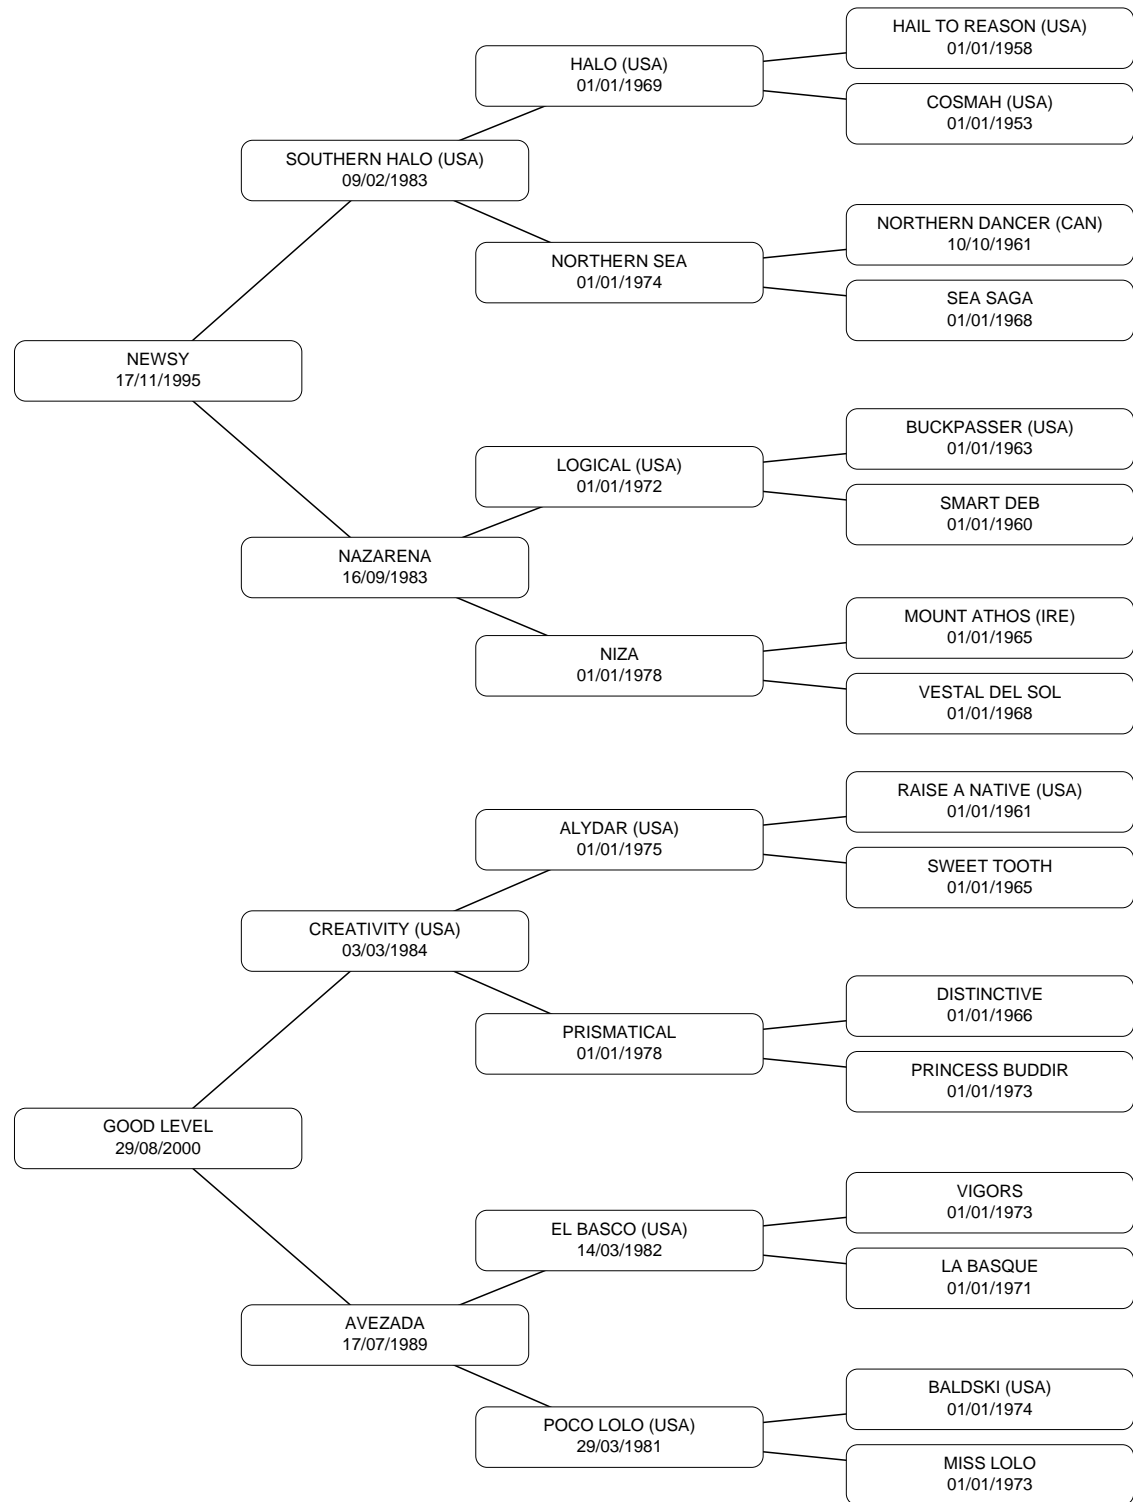 HAIL TO REASON (USA)
01/01/1958
HALO (USA)
01/01/1969
COSMAH (USA)
01/01/1953
SOUTHERN HALO (USA)
09/02/1983
NORTHERN DANCER (CAN)
10/10/1961
NORTHERN SEA
01/01/1974
SEA SAGA
01/01/1968
NEWSY
17/11/1995
BUCKPASSER (USA)
01/01/1963
LOGICAL (USA)
01/01/1972
SMART DEB
01/01/1960
NAZARENA
16/09/1983
MOUNT ATHOS (IRE)
01/01/1965
NIZA
01/01/1978
VESTAL DEL SOL
01/01/1968
RAISE A NATIVE (USA)
01/01/1961
ALYDAR (USA)
01/01/1975
SWEET TOOTH
01/01/1965
CREATIVITY (USA)
03/03/1984
DISTINCTIVE
01/01/1966
PRISMATICAL
01/01/1978
PRINCESS BUDDIR
01/01/1973
GOOD LEVEL
29/08/2000
VIGORS
01/01/1973
EL BASCO (USA)
14/03/1982
LA BASQUE
01/01/1971
AVEZADA
17/07/1989
BALDSKI (USA)
01/01/1974
POCO LOLO (USA)
29/03/1981
MISS LOLO
01/01/1973